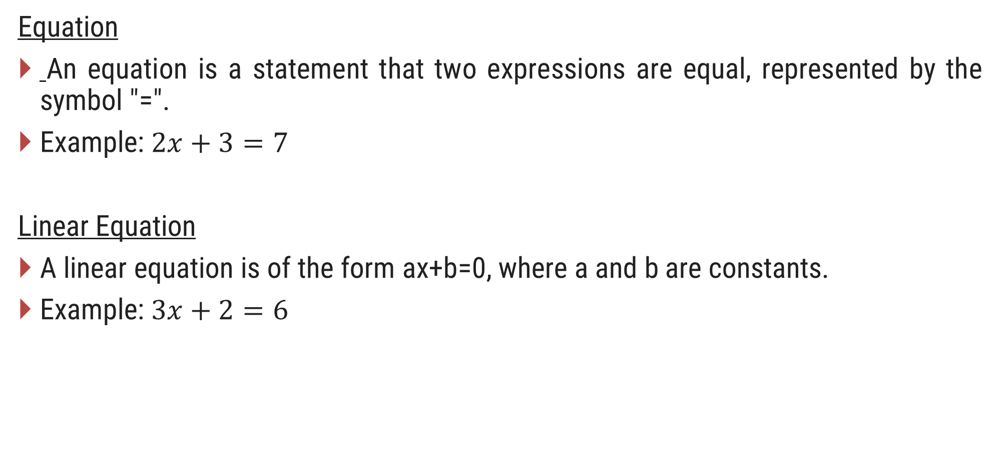 Equation
An equation is a statement that two expressions are equal, represented by the
symbol "=".
Example: 2x + 3 = 7
Linear Equation
A linear equation is of the form ax+b=0, where a and b are constants.
Example: 3x + 2 = 6